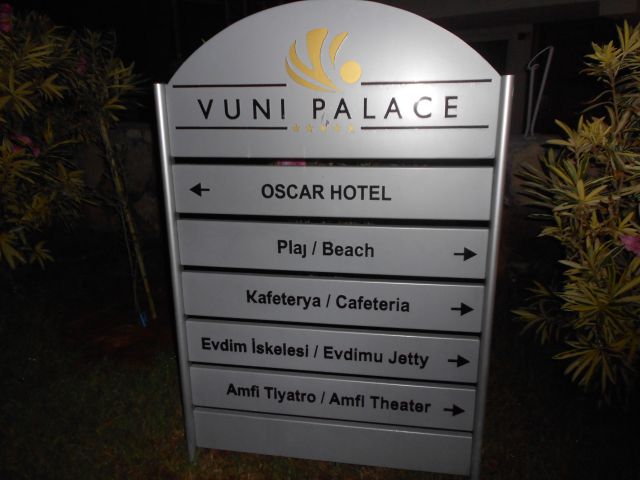 VUNI PALACE
OSCAR HOTEL
Plaj / Beach
Kafeterya / Cafeteria
Evdim İskelesi / Evdimu Jetty
Amfi Tiyatro / Amfi Theater